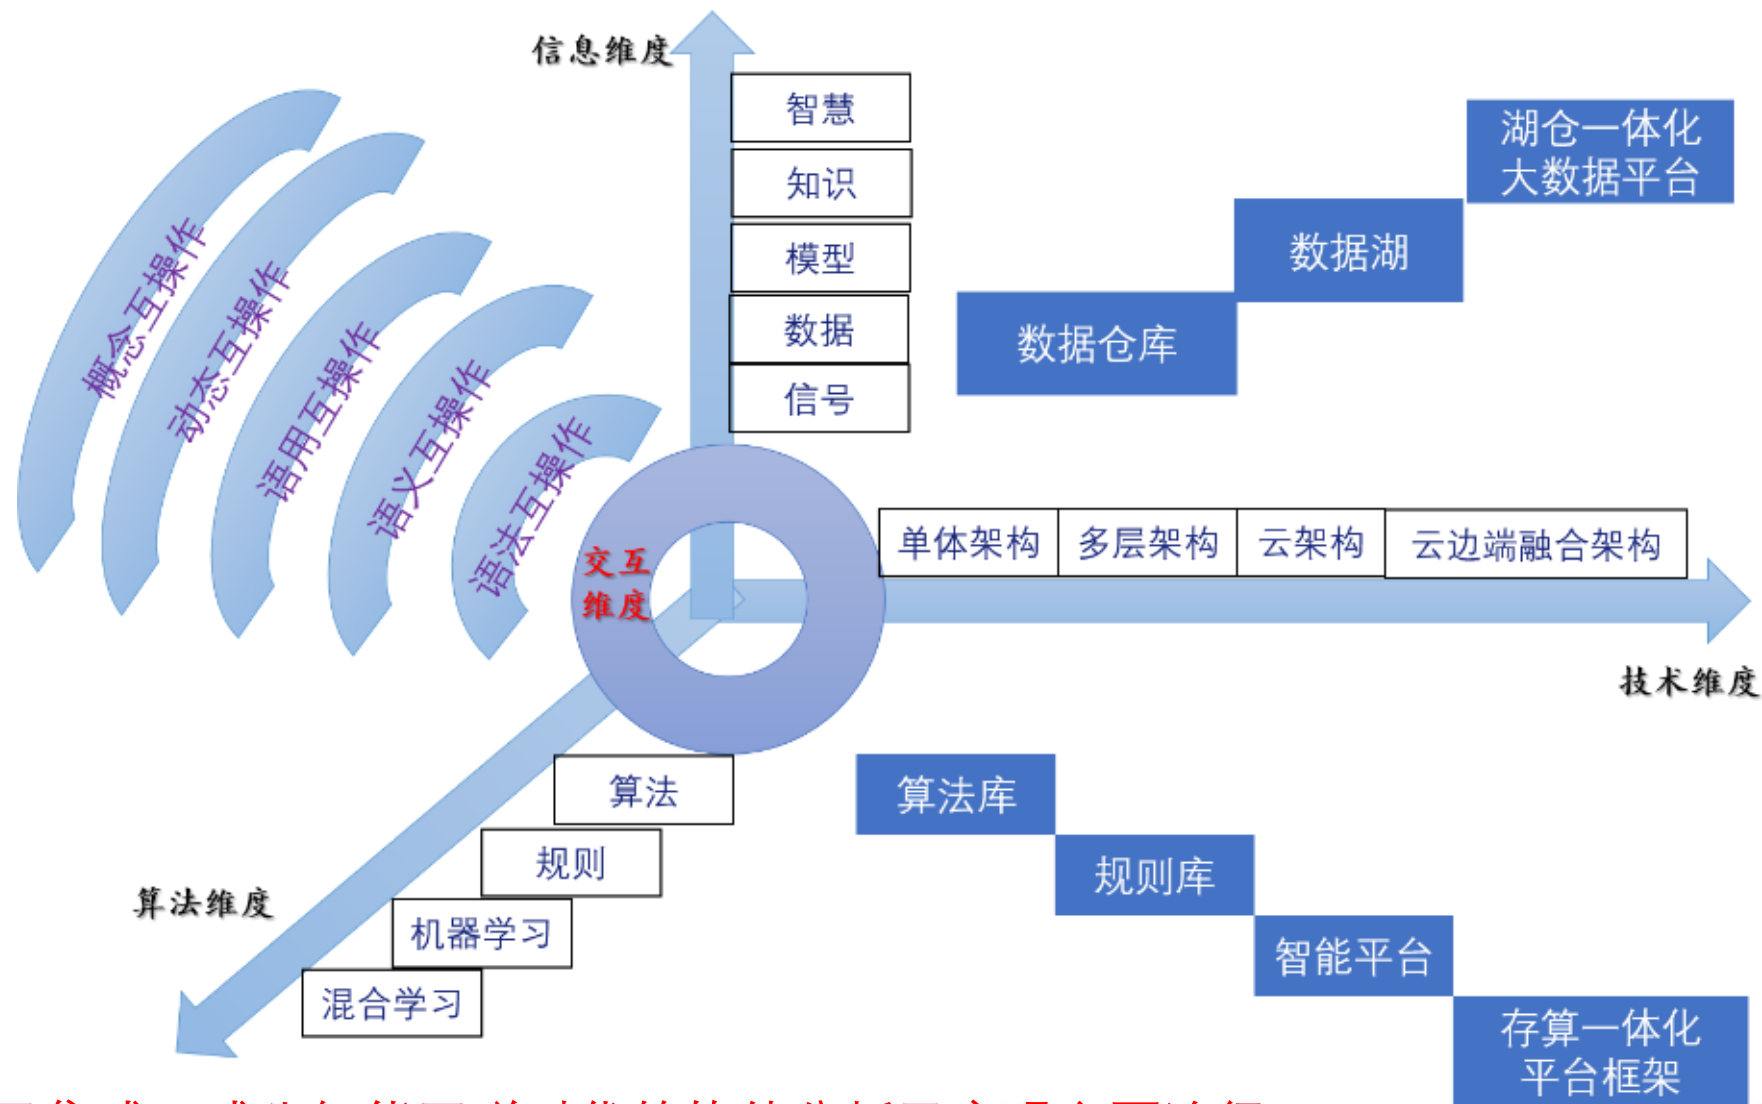 信息维度
智慧
知识
模型
数据
信号
湖仓一体化
大数据平台
数据湖
数据仓库
概念互操作
动态互操作
语用互操作
语义互操作
语法互操作
交互
维度
单体架构
多层架构
云架构
云边端融合架构
技术维度
算法
规则
机器学习
混合学习
算法维度
算法库
规则库
智能平台
存算一体化
平台框架